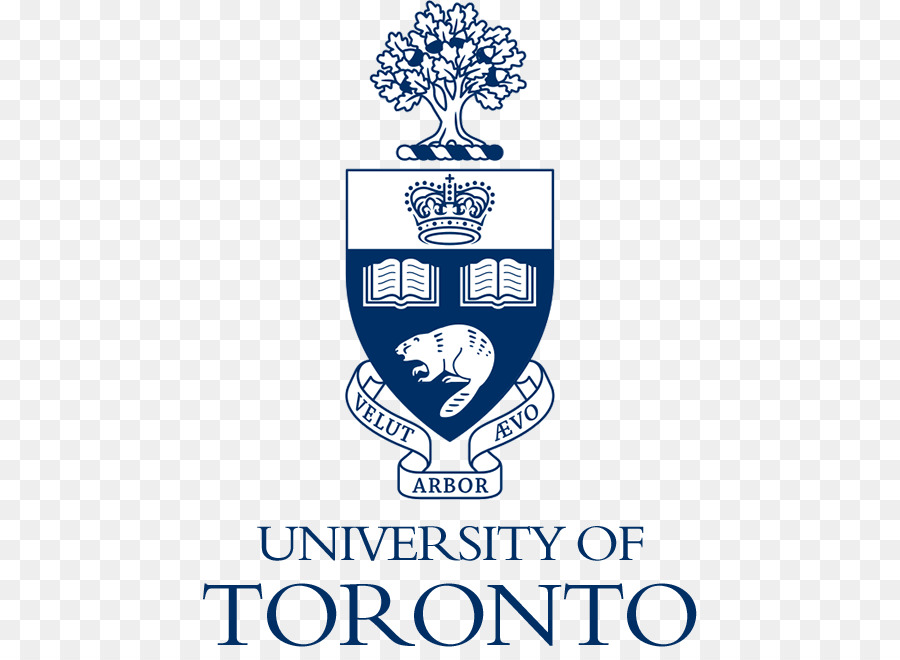 VELUT
ARBOR
ÆVO
UNIVERSITY OF
TORONTO